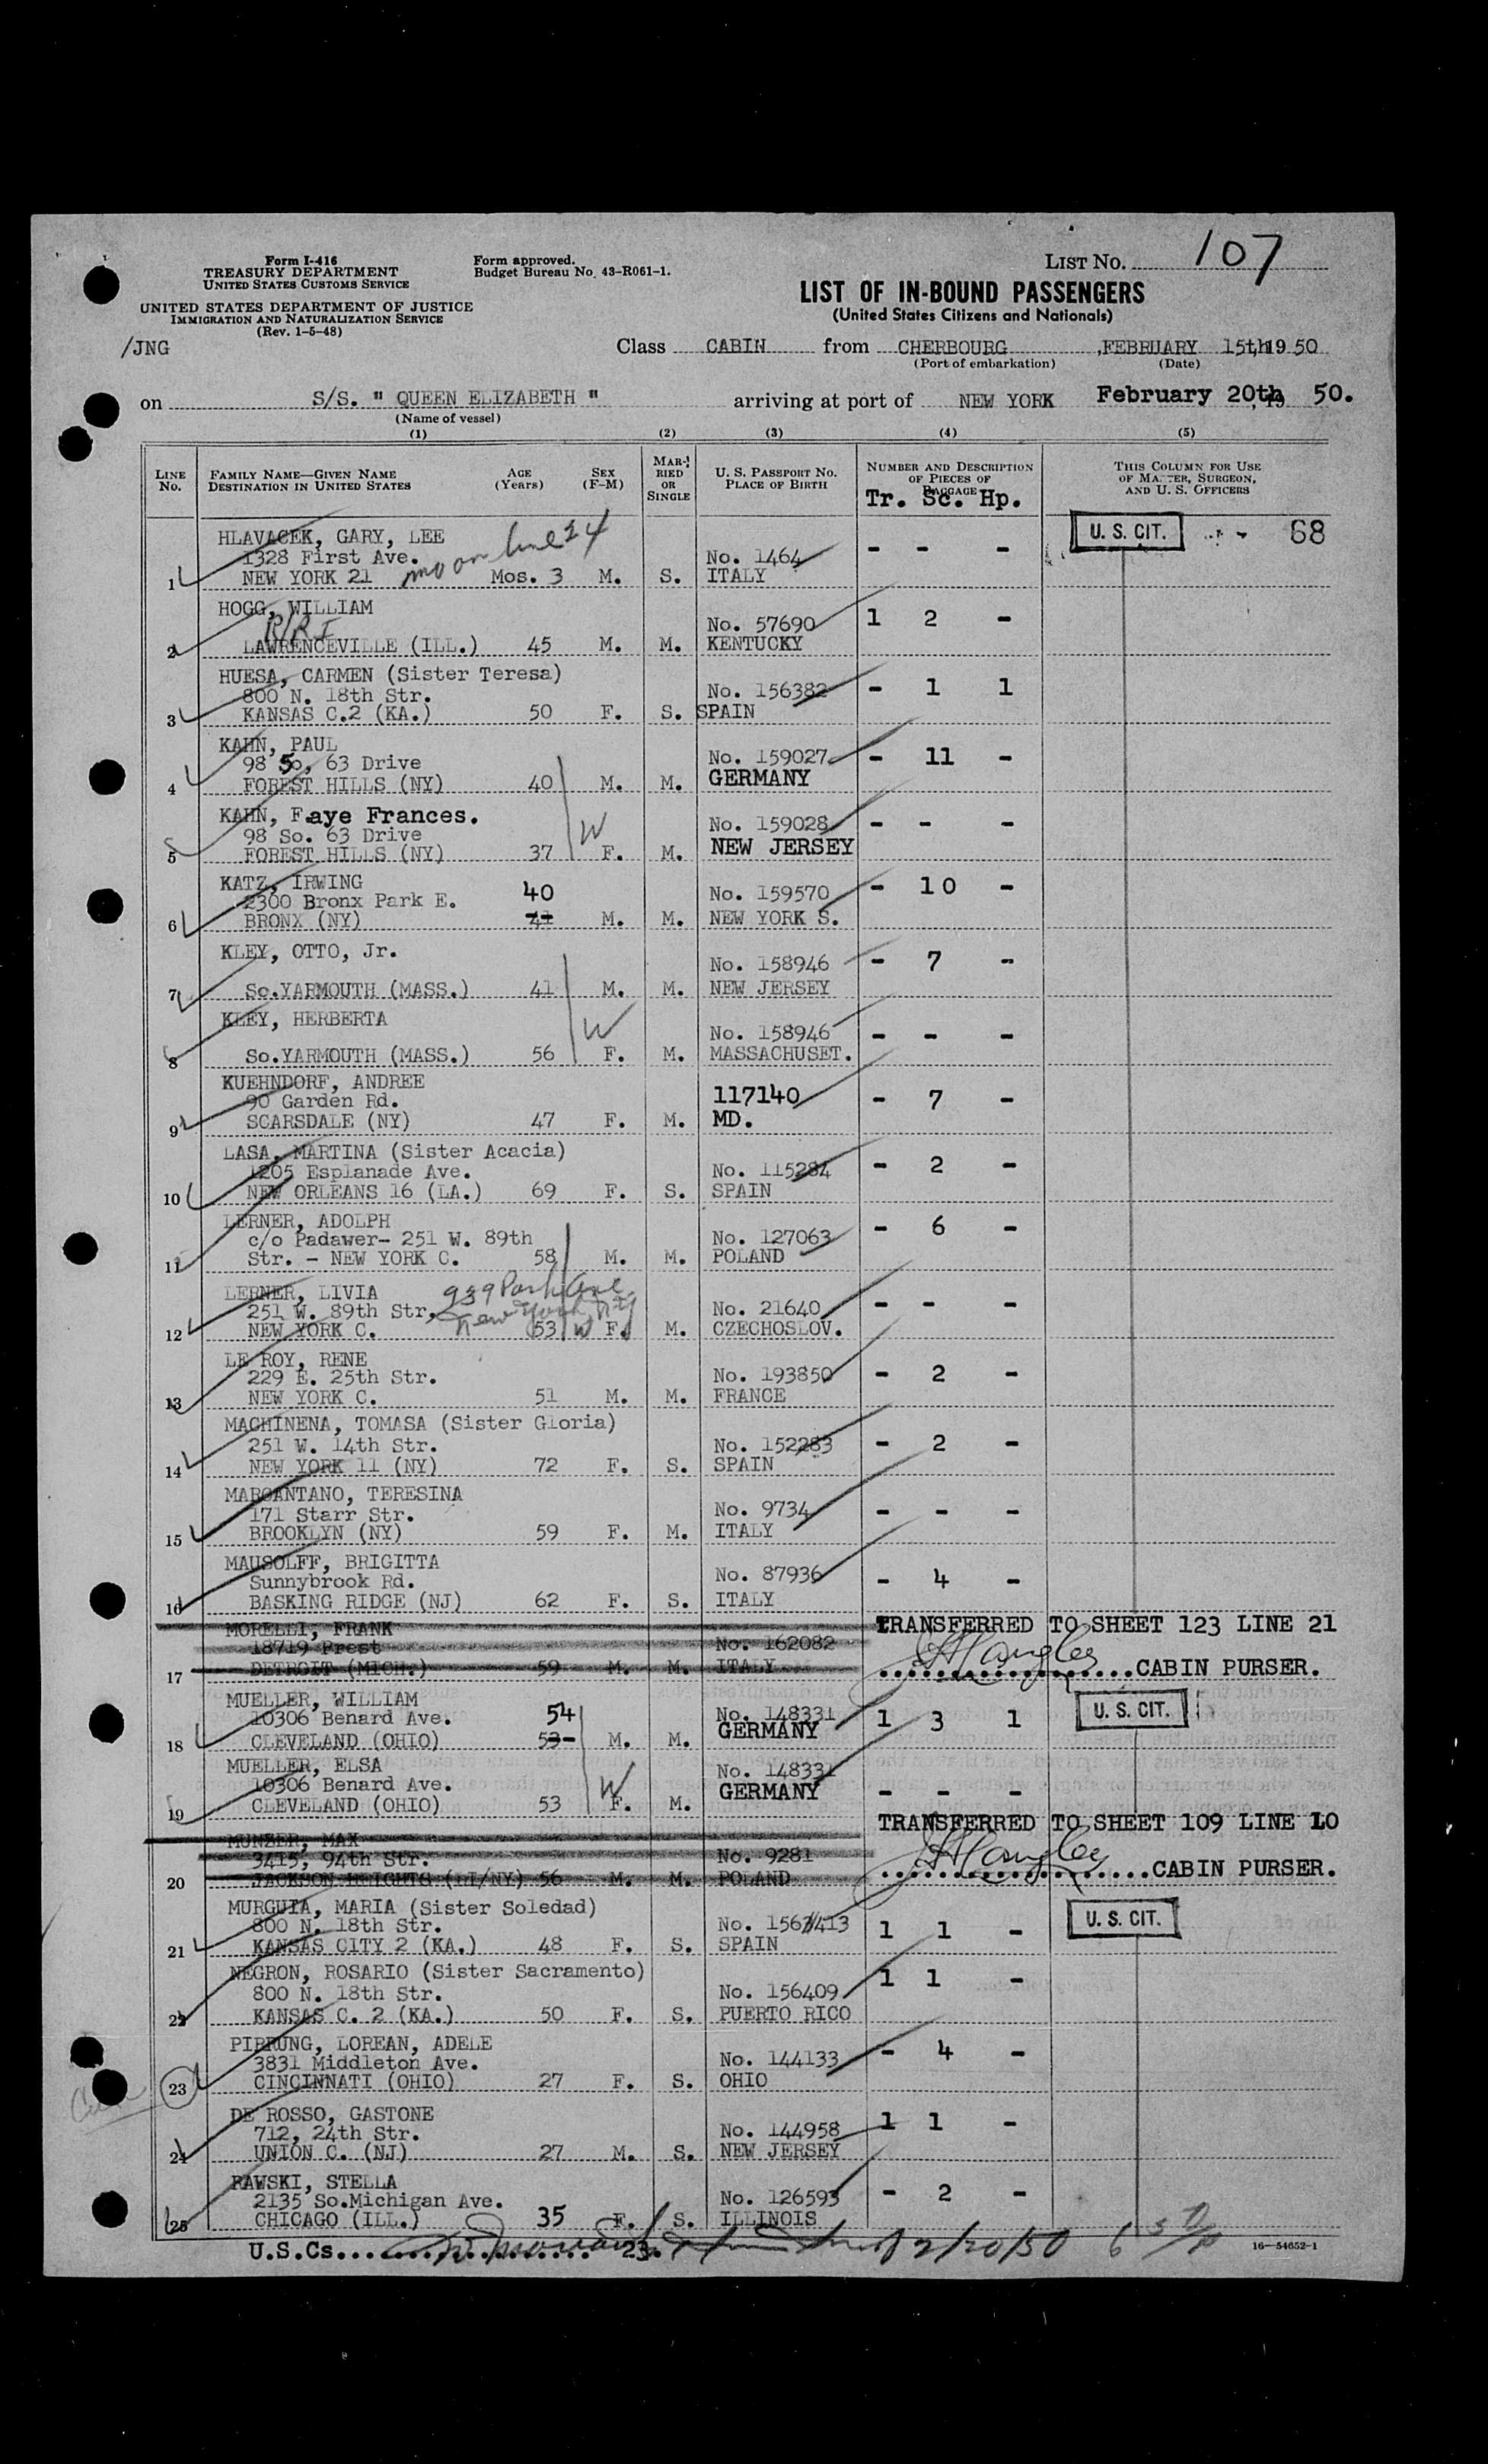 LIST NO. 107
Form I-416
TREASURY DEPARTMENT
UNITED STATES CUSTOMS SERVICE
Form approved.
Budget Bureau No. 43-R061-1.
UNITED STATES DEPARTMENT OF JUSTICE
IMMIGRATION AND NATURALIZATION SERVICE
(Rev. 1-5-48)
LIST OF IN-BOUND PASSENGERS
(United States Citizens and Nationals)
/JNG
Class CABIN from CHERBOURG, FEBRUARY 15th, 19 50
(Port of embarkation) (Date)
on S/S. " QUEEN ELIZABETH " arriving at port of NEW YORK February 20th, 19 50.
(Name of vessel)
(1) (2) (3) (4) (5)
LINE No. FAMILY NAME—GIVEN NAME DESTINATION IN UNITED STATES AGE (Years) SEX (F-M) MARRIED OR SINGLE U. S. PASSPORT NO. PLACE OF BIRTH NUMBER AND DESCRIPTION OF PIECES OF BAGGAGE THIS COLUMN FOR USE OF MASTER, SURGEON, AND U. S. OFFICERS
Tr. Sc. Hp.
HLAVACEK, GARY, LEE U. S. CIT. - 68
1328 First Ave. on line 24 No. 1464 - - -
1 NEW YORK 21 Mos. 3 M. S. ITALY
HOGG, WILLIAM
No. 57690 1 2 -
2 LAWRENCEVILLE (ILL.) 45 M. M. KENTUCKY
HUESA, CARMEN (Sister Teresa)
800 N. 18th Str. No. 156382 - 1 1
3 KANSAS C.2 (KA.) 50 F. S. SPAIN
KAHN, PAUL
98 So. 63 Drive No. 159027 - 11 -
4 FOREST HILLS (NY) 40 M. M. GERMANY
KAHN, Faye Frances.
98 So. 63 Drive W No. 159028 - - -
5 FOREST HILLS (NY) 37 F. M. NEW JERSEY
KATZ, IRWING
2300 Bronx Park E. 40 No. 159570 - 10 -
6 BRONX (NY) 41 M. M. NEW YORK S.
KLEY, OTTO, Jr.
No. 158946 - 7 -
7 So.YARMOUTH (MASS.) 41 M. M. NEW JERSEY
KLEY, HERBERTA
W No. 158946 - - -
8 So.YARMOUTH (MASS.) 56 F. M. MASSACHUSET.
KUEHNDORF, ANDREE
90 Garden Rd. 117140 - 7 -
9 SCARSDALE (NY) 47 F. M. MD.
LASA, MARTINA (Sister Acacia)
1205 Esplanade Ave. No. 115284 - 2 -
10 NEW ORLEANS 16 (LA.) 69 F. S. SPAIN
LERNER, ADOLPH
c/o Padawer- 251 W. 89th No. 127063 - 6 -
11 Str. - NEW YORK C. 58 M. M. POLAND
LERNER, LIVIA 939 Park Ave
251 W. 89th Str, New York, NY No. 21640 - - -
12 NEW YORK C. 53 W F. M. CZECHOSLOV.
LE ROY, RENE
229 E. 25th Str. No. 193850 - 2 -
13 NEW YORK C. 51 M. M. FRANCE
MACHINENA, TOMASA (Sister Gloria)
251 W. 14th Str. No. 152283 - 2 -
14 NEW YORK 11 (NY) 72 F. S. SPAIN
MARGANTANO, TERESINA
171 Starr Str. No. 9734 - - -
15 BROOKLYN (NY) 59 F. M. ITALY
MAUSOLFF, BRIGITTA
Sunnybrook Rd. No. 87936 - 4 -
16 BASKING RIDGE (NJ) 62 F. S. ITALY
MORELLI, FRANK TRANSFERRED TO SHEET 123 LINE 21
18719 Prest No. 162082
17 DETROIT (MICH.) 59 M. M. ITALY ..................CABIN PURSER.
MUELLER, WILLIAM U. S. CIT.
10306 Benard Ave. 54 No. 148331 1 3 1
18 CLEVELAND (OHIO) 53 M. M. GERMANY
MUELLER, ELSA
10306 Benard Ave. W No. 148331 - - -
19 CLEVELAND (OHIO) 53 F. M. GERMANY
MUNZER, MAX TRANSFERRED TO SHEET 109 LINE 10
3415, 94th Str. No. 9281
20 JACKSON HEIGHTS (LI/NY) 56 M. M. POLAND ..................CABIN PURSER.
MURGUIA, MARIA (Sister Soledad) U. S. CIT.
800 N. 18th Str. 1 1 -
21 KANSAS CITY 2 (KA.) 48 F. S. SPAIN
NEGRON, ROSARIO (Sister Sacramento)
800 N. 18th Str. No. 156409 1 1 -
22 KANSAS C. 2 (KA.) 50 F. S. PUERTO RICO
PIRRUNG, LOREAN, ADELE
3831 Middleton Ave. No. 144133 - 4 -
23 CINCINNATI (OHIO) 27 F. S. OHIO
DE ROSSO, GASTONE
712, 24th Str. No. 144958 1 1 -
24 UNION C. (NJ) 27 M. S. NEW JERSEY
RAWSKI, STELLA
2135 So.Michigan Ave. No. 126593 - 2 -
25 CHICAGO (ILL.) 35 F. S. ILLINOIS
U.S.Cs.................. 23. 2/20/50
16—54652-1